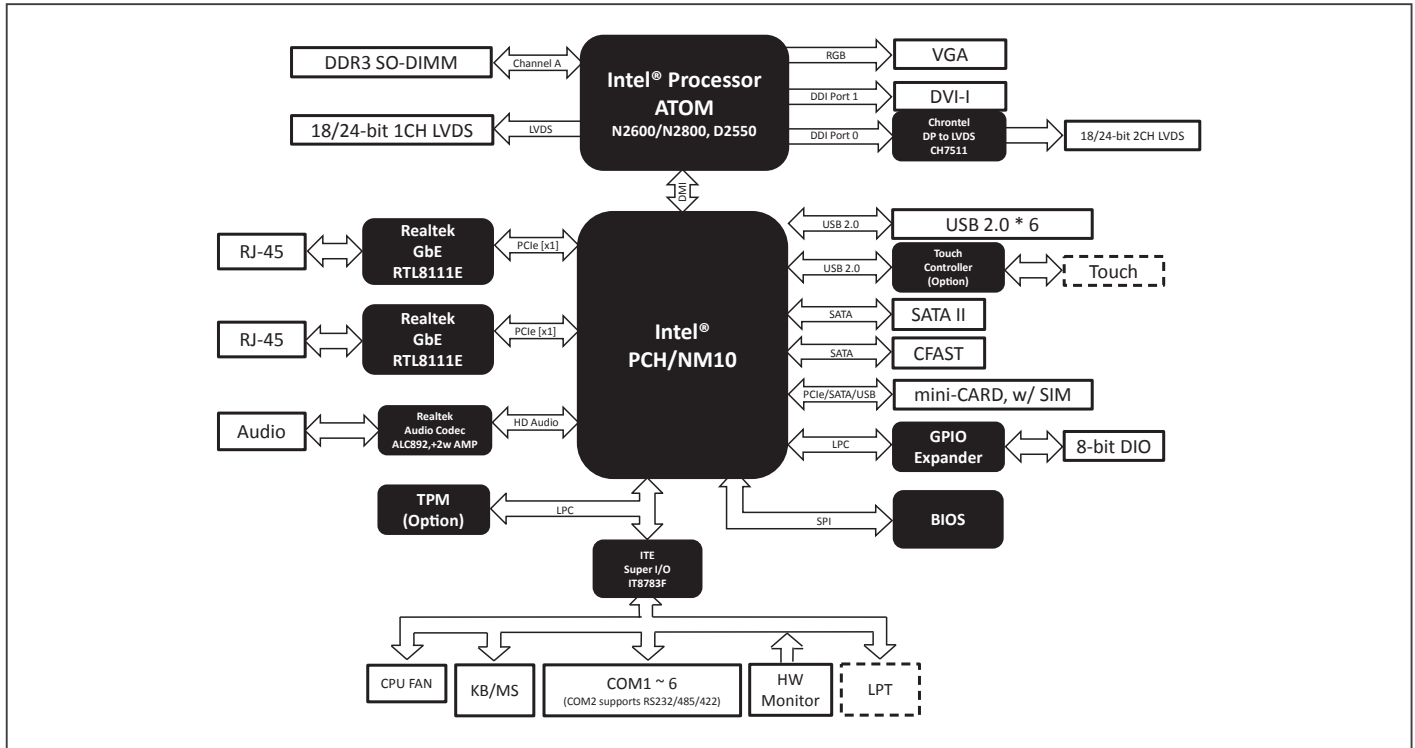 DDR3 SO-DIMM
Channel A
Intel® Processor
ATOM
N2600/N2800, D2550
RGB
VGA
DDI Port 1
DVI-I
18/24-bit 1CH LVDS
LVDS
DDI Port 0
Chrontel
DP to LVDS
CH7511
18/24-bit 2CH LVDS
DMI
RJ-45
Realtek
GbE
RTL8111E
PCIe [x1]
Intel®
PCH/NM10
USB 2.0
USB 2.0 * 6
USB 2.0
Touch
Controller
(Option)
Touch
RJ-45
Realtek
GbE
RTL8111E
PCIe [x1]
SATA
SATA II
SATA
CFAST
PCIe/SATA/USB
mini-CARD, w/ SIM
Audio
Realtek
Audio Codec
ALC892,+2w AMP
HD Audio
LPC
GPIO
Expander
8-bit DIO
TPM
(Option)
LPC
SPI
BIOS
ITE
Super I/O
IT8783F
CPU FAN
KB/MS
COM1 ~ 6
(COM2 supports RS232/485/422)
HW
Monitor
LPT